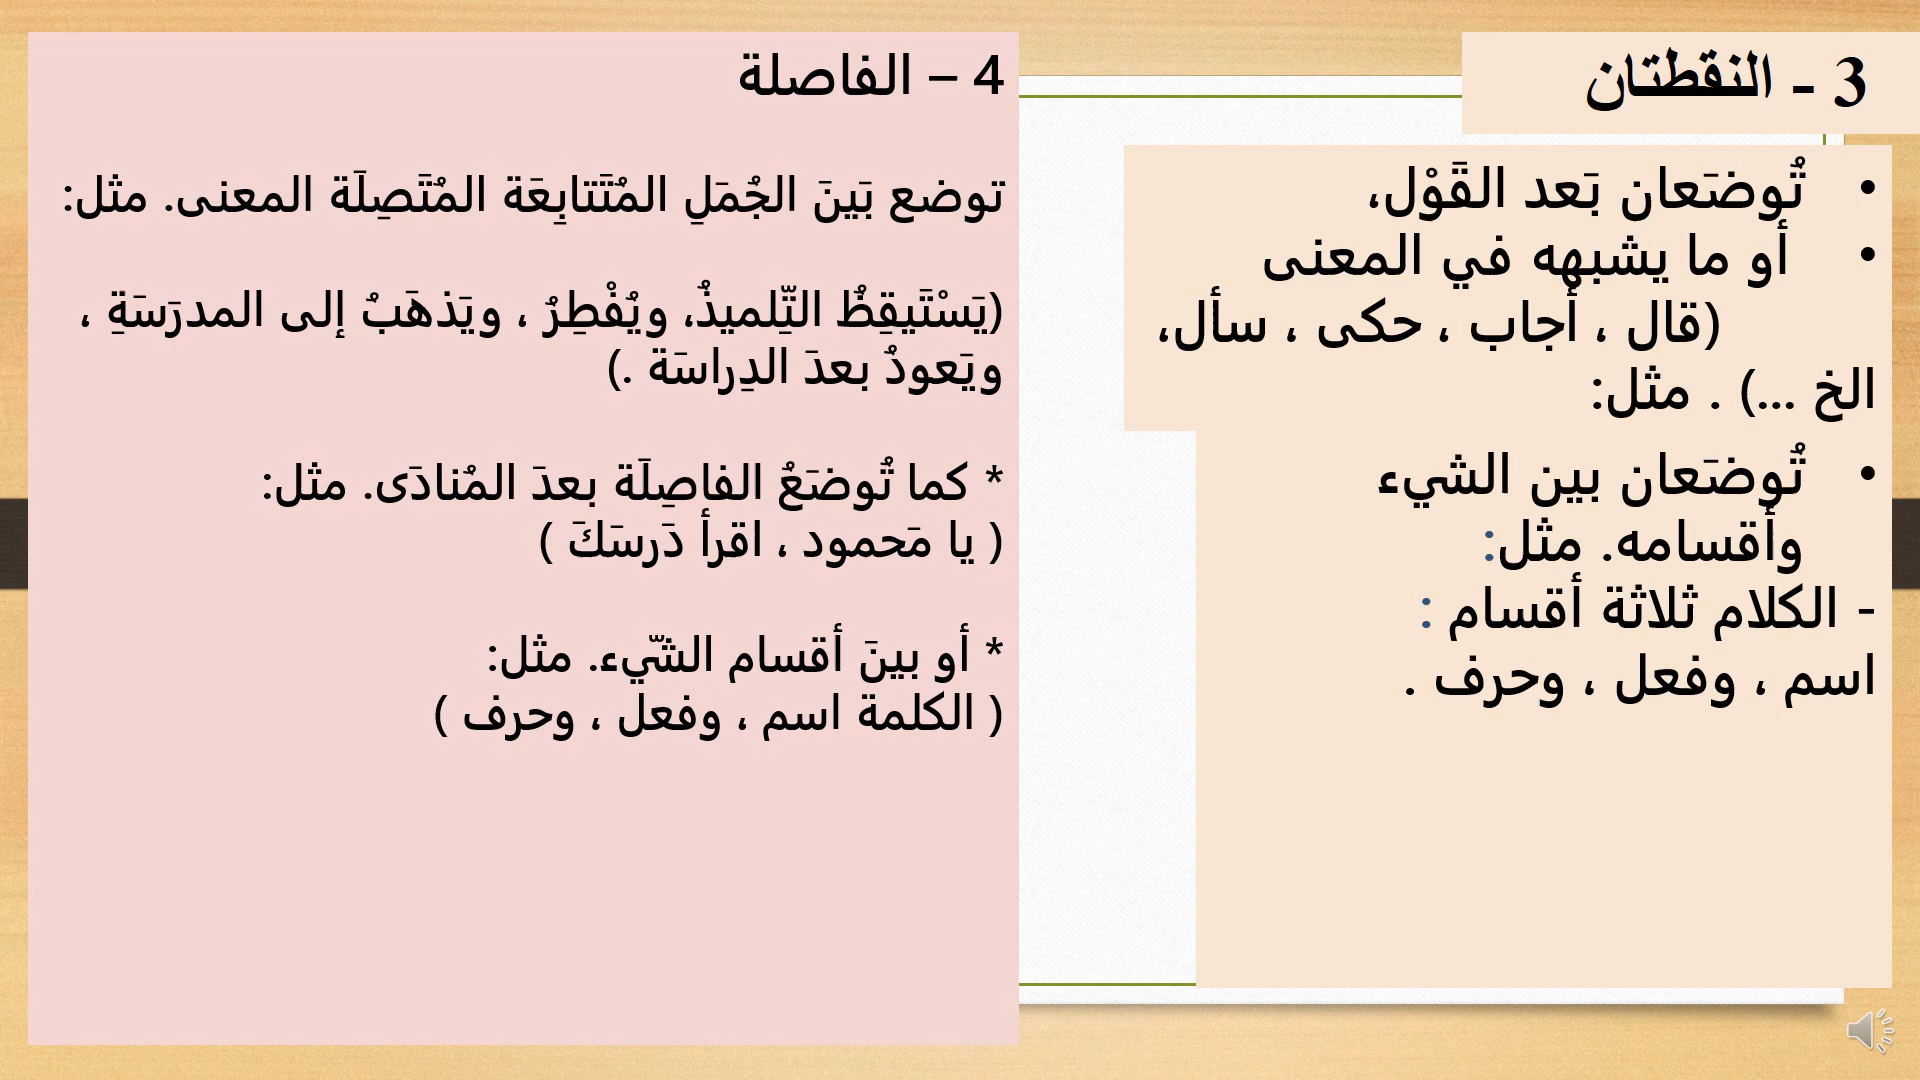 3 - النقطتان
• تُوضَعان بَعد القَوْل،
• أو ما يشبهه في المعنى
(قال ، أجاب ، حكى ، سأل،
الخ ...) . مثل:
• تُوضَعان بين الشيء
وأقسامه. مثل:
- الكلام ثلاثة أقسام :
اسم ، وفعل ، وحرف .
4 – الفاصلة
توضع بَينَ الجُمَلِ المُتَتابِعَة المُتَصِلَة المعنى. مثل:
(يَسْتَيقِظُ التِّلميذُ، ويُفْطِرُ ، ويَذهَبُ إلى المدرَسَةِ ،
ويَعودُ بعدَ الدِراسَة .)
* كما تُوضَعُ الفاصِلَة بعدَ المُنادَى. مثل:
( يا مَحمود ، اقرأ دَرسَكَ )
* أو بينَ أقسام الشّيء. مثل:
( الكلمة اسم ، وفعل ، وحرف )